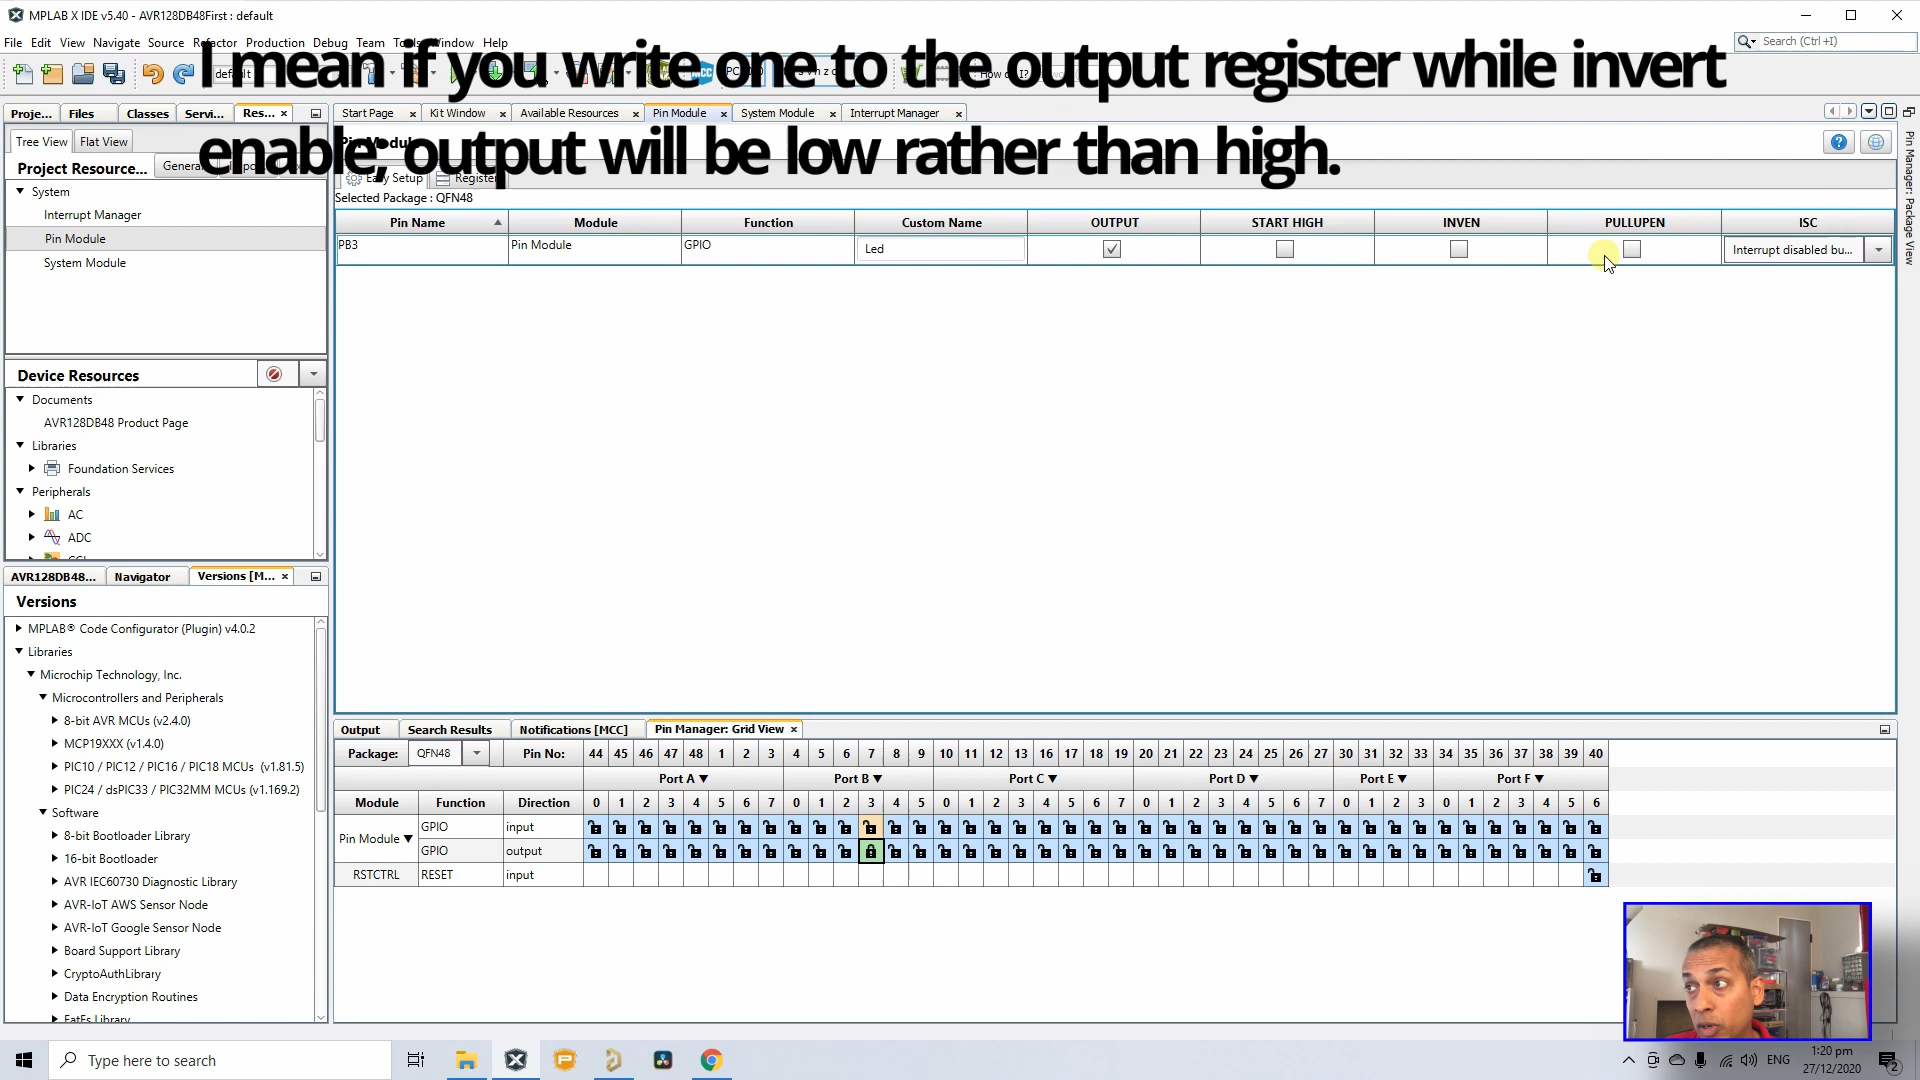 MPLAB X IDE v5.40 - AVR128DB48First : default
File Edit View Navigate Source Refactor Production Debug Team Tools Window Help
Search (Ctrl+I)
I mean if you write one to the output register while invert
enable, output will be low rather than high.
default
How do I?
Proje... Files Classes Servi... Res... ×
Start Page × Kit Window × Available Resources × Pin Module × System Module × Interrupt Manager ×
Tree View Flat View
Project Resource...
Easy Setup Registers
Selected Package : QFN48
System
Interrupt Manager
Pin Module
System Module
Pin Name Module Function Custom Name OUTPUT START HIGH INVEN PULLUPEN ISC
PB3 Pin Module GPIO Led Interrupt disabled bu...
Pin Manager: Package View
Device Resources
Documents
AVR128DB48 Product Page
Libraries
Foundation Services
Peripherals
AC
ADC
AVR128DB48... Navigator Versions [M... ×
Versions
MPLAB® Code Configurator (Plugin) v4.0.2
Libraries
Microchip Technology, Inc.
Microcontrollers and Peripherals
8-bit AVR MCUs (v2.4.0)
MCP19XXX (v1.4.0)
PIC10 / PIC12 / PIC16 / PIC18 MCUs (v1.81.5)
PIC24 / dsPIC33 / PIC32MM MCUs (v1.169.2)
Software
8-bit Bootloader Library
16-bit Bootloader
AVR IEC60730 Diagnostic Library
AVR-IoT AWS Sensor Node
AVR-IoT Google Sensor Node
Board Support Library
CryptoAuthLibrary
Data Encryption Routines
FatFs Library
Output Search Results Notifications [MCC] Pin Manager: Grid View ×
Package: QFN48 Pin No: 44 45 46 47 48 1 2 3 4 5 6 7 8 9 10 11 12 13 16 17 18 19 20 21 22 23 24 25 26 27 30 31 32 33 34 35 36 37 38 39 40
Port A ▼ Port B ▼ Port C ▼ Port D ▼ Port E ▼ Port F ▼
Module Function Direction 0 1 2 3 4 5 6 7 0 1 2 3 4 5 0 1 2 3 4 5 6 7 0 1 2 3 4 5 6 7 0 1 2 3 0 1 2 3 4 5 6
Pin Module ▼ GPIO input
GPIO output
RSTCTRL RESET input
Type here to search
ENG
1:20 pm
27/12/2020
2